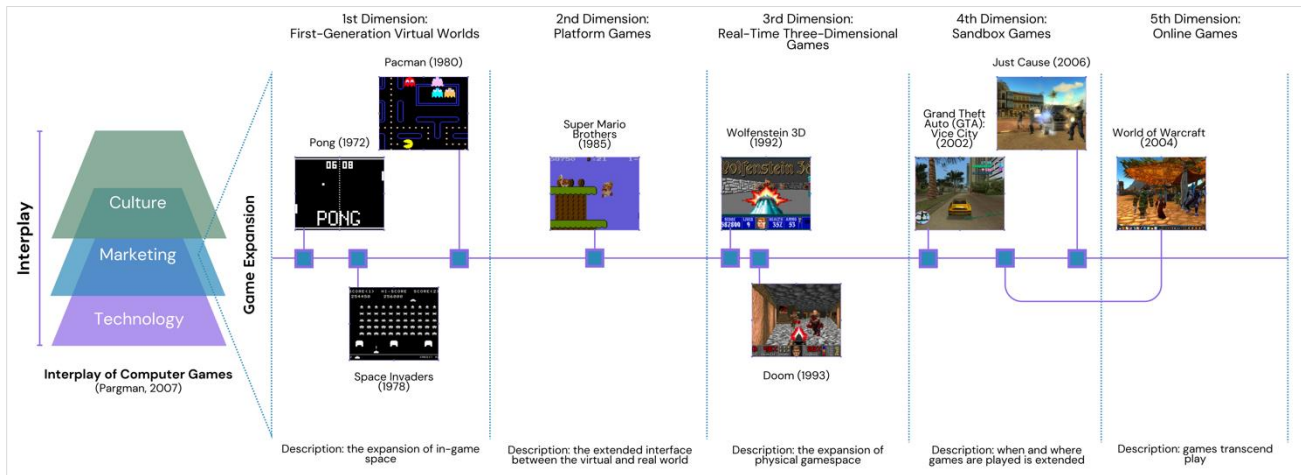 1st Dimension:
First-Generation Virtual Worlds
2nd Dimension:
Platform Games
3rd Dimension:
Real-Time Three-Dimensional
Games
4th Dimension:
Sandbox Games
5th Dimension:
Online Games
Interplay
Culture
Marketing
Technology
Interplay of Computer Games
(Pargman, 2007)
Game Expansion
Pacman (1980)
Pong (1972)
06 08
PONG
Space Invaders
(1978)
Super Mario
Brothers
(1985)
Wolfenstein 3D
(1992)
Doom (1993)
Grand Theft
Auto (GTA):
Vice City
(2002)
Just Cause (2006)
World of Warcraft
(2004)
Description: the expansion of in-game
space
Description: the extended interface
between the virtual and real world
Description: the expansion of
physical gamespace
Description: when and where
games are played is extended
Description: games transcend
play